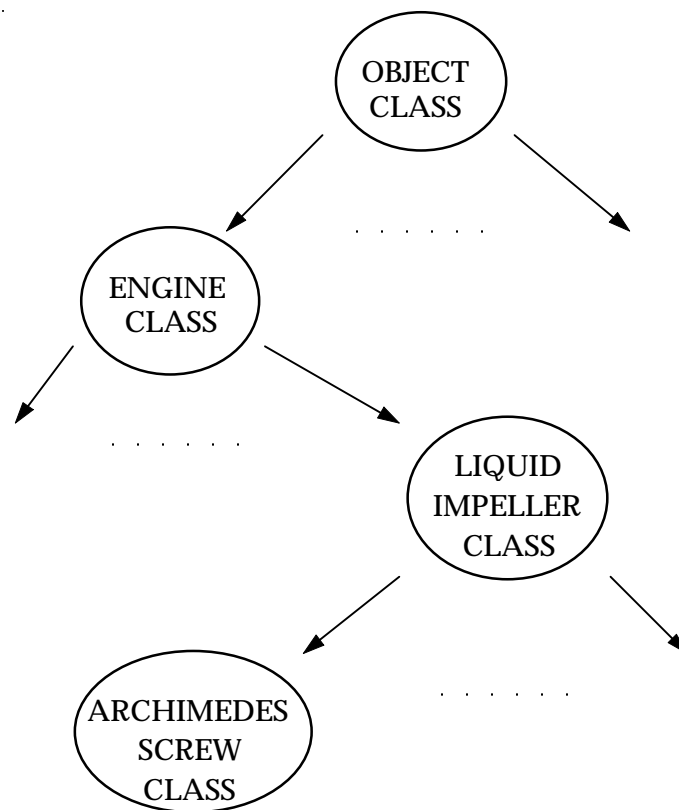 OBJECT
CLASS
. . . . . .
ENGINE
CLASS
. . . . . .
LIQUID
IMPELLER
CLASS
. . . . . .
ARCHIMEDES
SCREW
CLASS